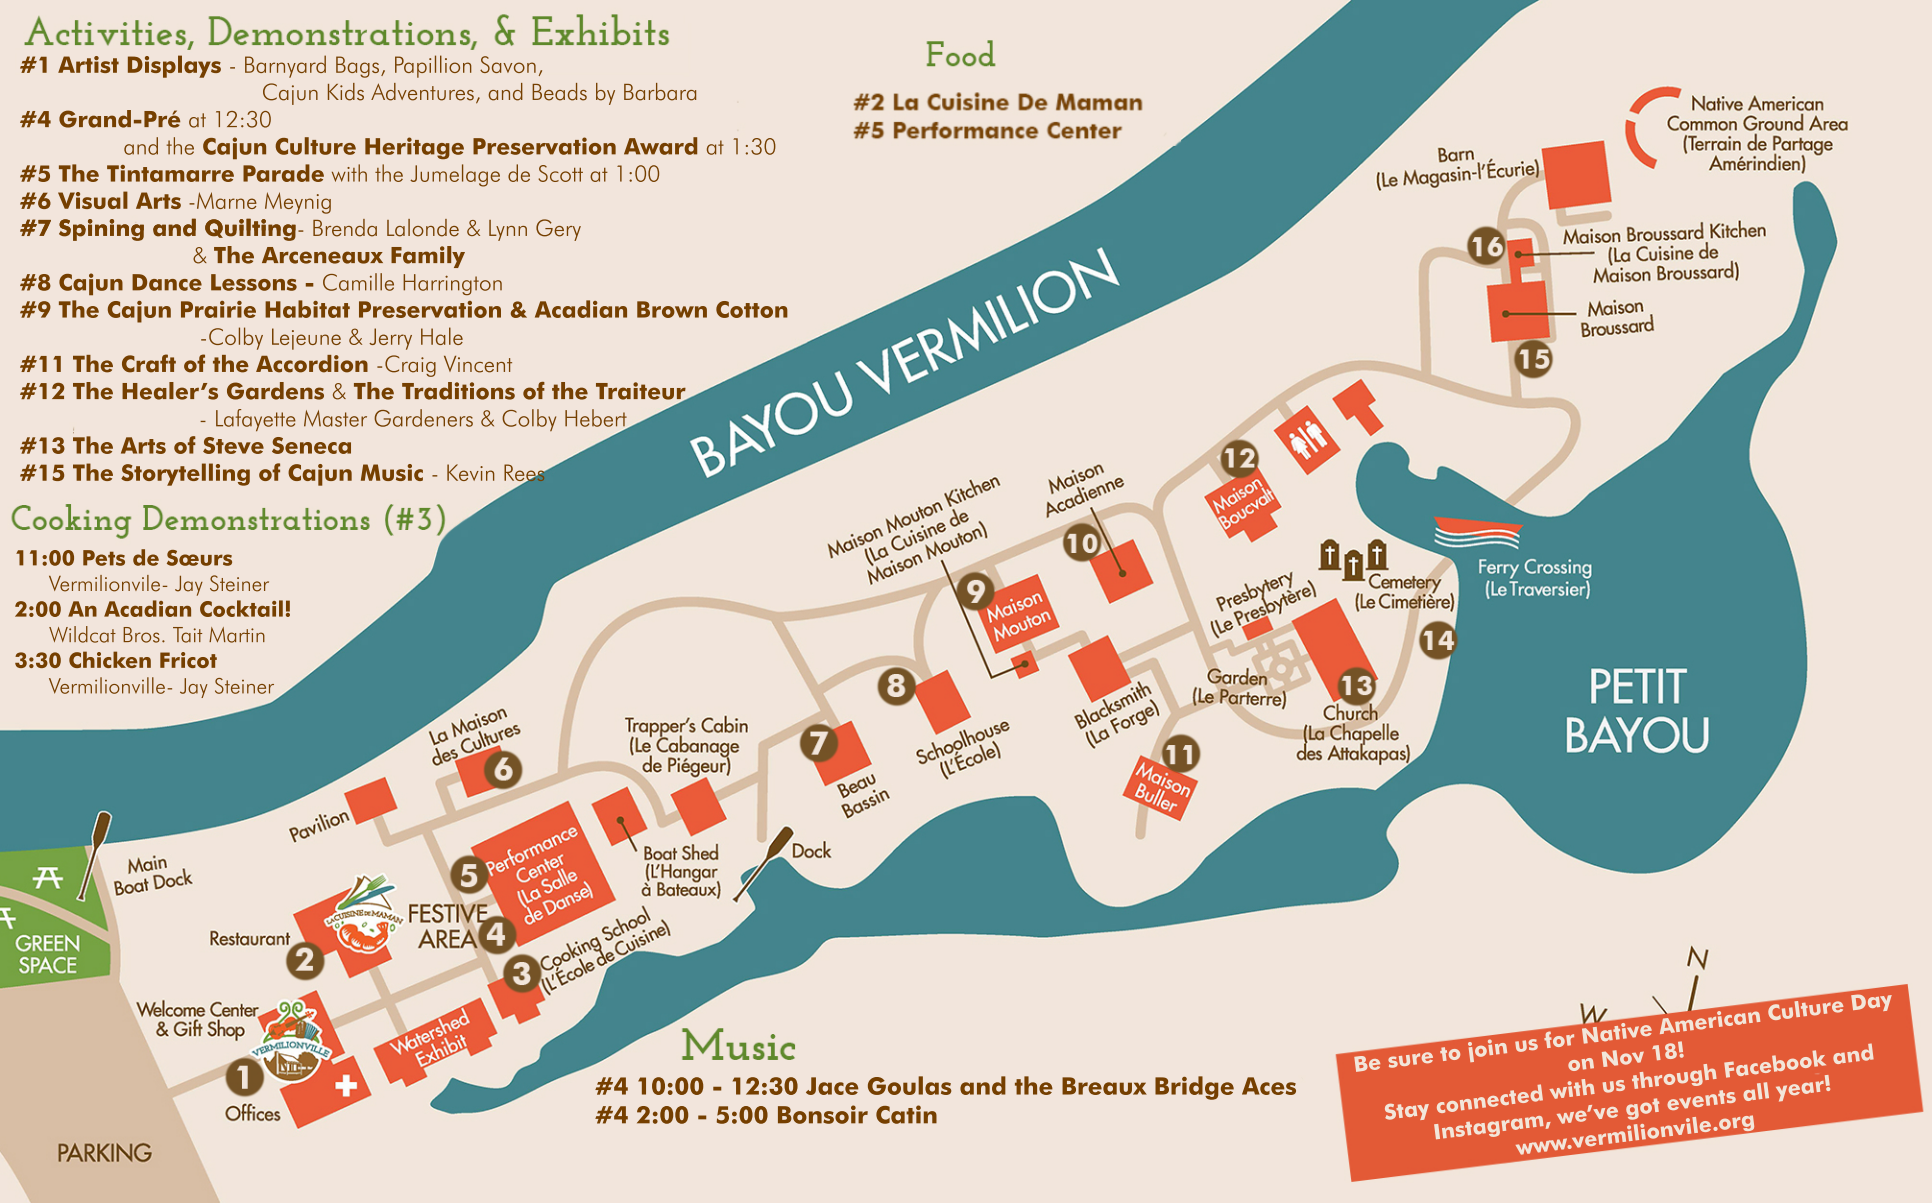 Activities, Demonstrations, & Exhibits
#1 Artist Displays - Barnyard Bags, Papillion Savon,
Cajun Kids Adventures, and Beads by Barbara
#4 Grand-Pré at 12:30
and the Cajun Culture Heritage Preservation Award at 1:30
#5 The Tintamarre Parade with the Jumelage de Scott at 1:00
#6 Visual Arts -Marne Meynig
#7 Spining and Quilting- Brenda Lalonde & Lynn Gery
& The Arceneaux Family
#8 Cajun Dance Lessons - Camille Harrington
#9 The Cajun Prairie Habitat Preservation & Acadian Brown Cotton
-Colby Lejeune & Jerry Hale
#11 The Craft of the Accordion -Craig Vincent
#12 The Healer's Gardens & The Traditions of the Traiteur
- Lafayette Master Gardeners & Colby Hebert
#13 The Arts of Steve Seneca
#15 The Storytelling of Cajun Music - Kevin Rees
Cooking Demonstrations (#3)
11:00 Pets de Sœurs
Vermilionvile- Jay Steiner
2:00 An Acadian Cocktail!
Wildcat Bros. Tait Martin
3:30 Chicken Fricot
Vermilionville- Jay Steiner
Food
#2 La Cuisine De Maman
#5 Performance Center
BAYOU VERMILION
Native American
Common Ground Area
(Terrain de Partage
Amérindien)
Barn
(Le Magasin-l'Écurie)
16
Maison Broussard Kitchen
(La Cuisine de
Maison Broussard)
Maison
Broussard
15
12
Maison
Boucvalt
Maison
Acadienne
10
Maison Mouton Kitchen
(La Cuisine de
Maison Mouton)
9
Maison
Mouton
Ferry Crossing
(Le Traversier)
Cemetery
(Le Cimetière)
Presbytery
(Le Presbytère)
14
Garden
(Le Parterre)
13
Church
(La Chapelle
des Attakapas)
PETIT
BAYOU
8
Schoolhouse
(L'École)
Blacksmith
(La Forge)
11
Maison
Buller
7
Beau
Bassin
Trapper's Cabin
(Le Cabanage
de Piégeur)
La Maison
des Cultures
6
Pavilion
Performance
Center
(La Salle
de Danse)
5
Boat Shed
(L'Hangar
à Bateaux)
Dock
Main
Boat Dock
GREEN
SPACE
LA CUISINE DE MAMAN
FESTIVE
AREA
4
Restaurant
2
3
Cooking School
(L'École de Cuisine)
Welcome Center
& Gift Shop
VERMILIONVILLE
Watershed
Exhibit
1
Offices
PARKING
Music
#4 10:00 - 12:30 Jace Goulas and the Breaux Bridge Aces
#4 2:00 - 5:00 Bonsoir Catin
N
W
Be sure to join us for Native American Culture Day
on Nov 18!
Stay connected with us through Facebook and
Instagram, we've got events all year!
www.vermilionvile.org